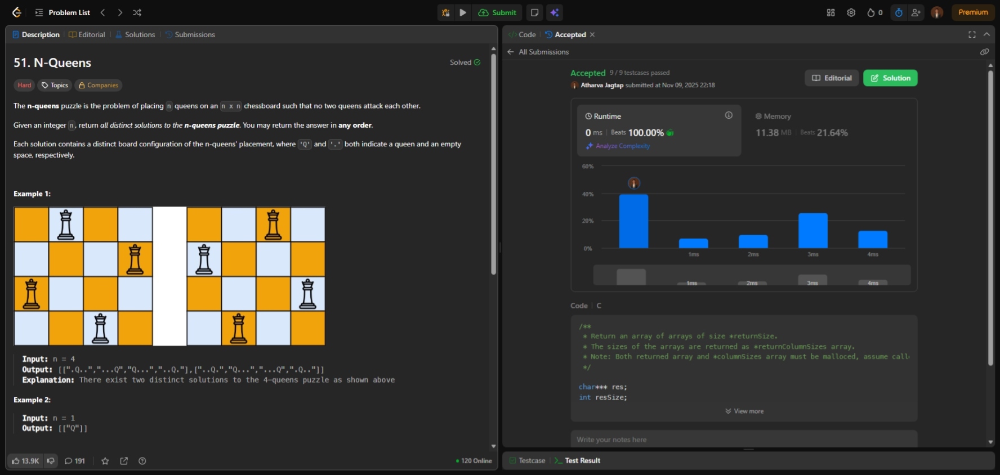 Problem List
Submit
0
Premium
Description
Editorial
Solutions
Submissions
51. N-Queens
Solved
Hard
Topics
Companies
The n-queens puzzle is the problem of placing n queens on an n x n chessboard such that no two queens attack each other.
Given an integer n, return all distinct solutions to the n-queens puzzle. You may return the answer in any order.
Each solution contains a distinct board configuration of the n-queens' placement, where 'Q' and '.' both indicate a queen and an empty
space, respectively.
Example 1:
Input: n = 4
Output: [[".Q..","...Q","Q...","..Q."],["..Q.","Q...","...Q",".Q.."]]
Explanation: There exist two distinct solutions to the 4-queens puzzle as shown above
Example 2:
Input: n = 1
Output: [["Q"]]
13.9K
191
120 Online
Code
Accepted
All Submissions
Accepted 9 / 9 testcases passed
Atharva Jagtap submitted at Nov 09, 2025 22:18
Editorial
Solution
Runtime
0 ms | Beats 100.00%
Analyze Complexity
Memory
11.38 MB | Beats 21.64%
60%
40%
20%
0%
1ms 2ms 3ms 4ms
1ms 2ms 3ms 4ms
Code | C
/**
* Return an array of arrays of size *returnSize.
* The sizes of the arrays are returned as *returnColumnSizes array.
* Note: Both returned array and *columnSizes array must be malloced, assume call
*/
char*** res;
int resSize;
View more
Write your notes here
Testcase
Test Result